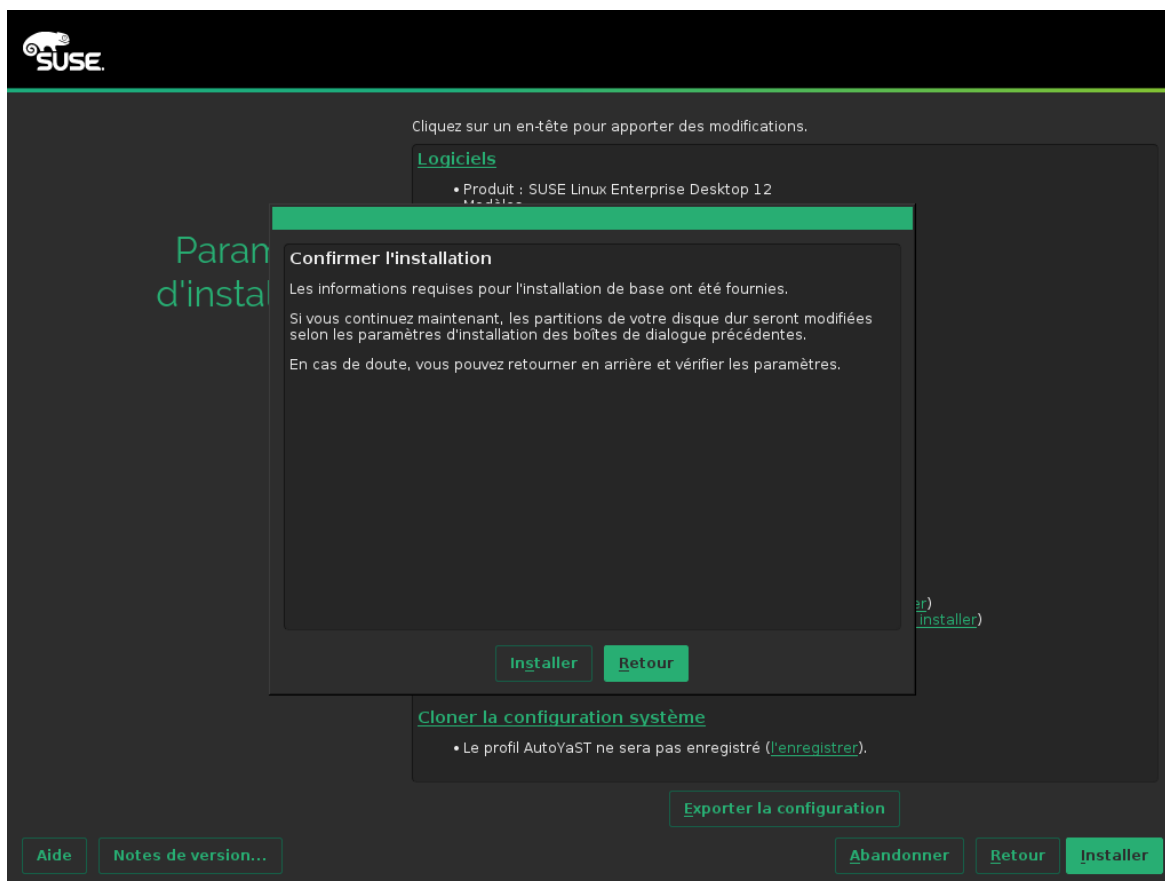 SUSE.
Cliquez sur un en-tête pour apporter des modifications.
Logiciels
• Produit : SUSE Linux Enterprise Desktop 12
Confirmer l'installation
Les informations requises pour l'installation de base ont été fournies.
Si vous continuez maintenant, les partitions de votre disque dur seront modifiées
selon les paramètres d'installation des boîtes de dialogue précédentes.
En cas de doute, vous pouvez retourner en arrière et vérifier les paramètres.
installer)
Installer
Retour
Cloner la configuration système
• Le profil AutoYaST ne sera pas enregistré (l'enregistrer).
Exporter la configuration
Aide
Notes de version...
Abandonner
Retour
Installer